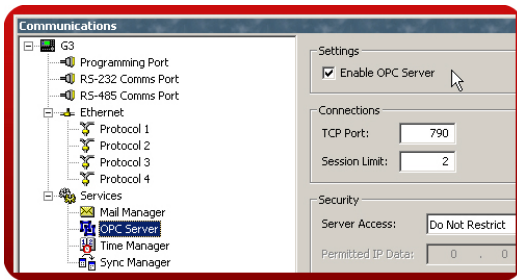 Communications
G3
Programming Port
RS-232 Comms Port
RS-485 Comms Port
Ethernet
Protocol 1
Protocol 2
Protocol 3
Protocol 4
Services
Mail Manager
OPC Server
Time Manager
Sync Manager
Settings
Enable OPC Server
Connections
TCP Port: 790
Session Limit: 2
Security
Server Access: Do Not Restrict
Permitted IP Data: 0 . 0